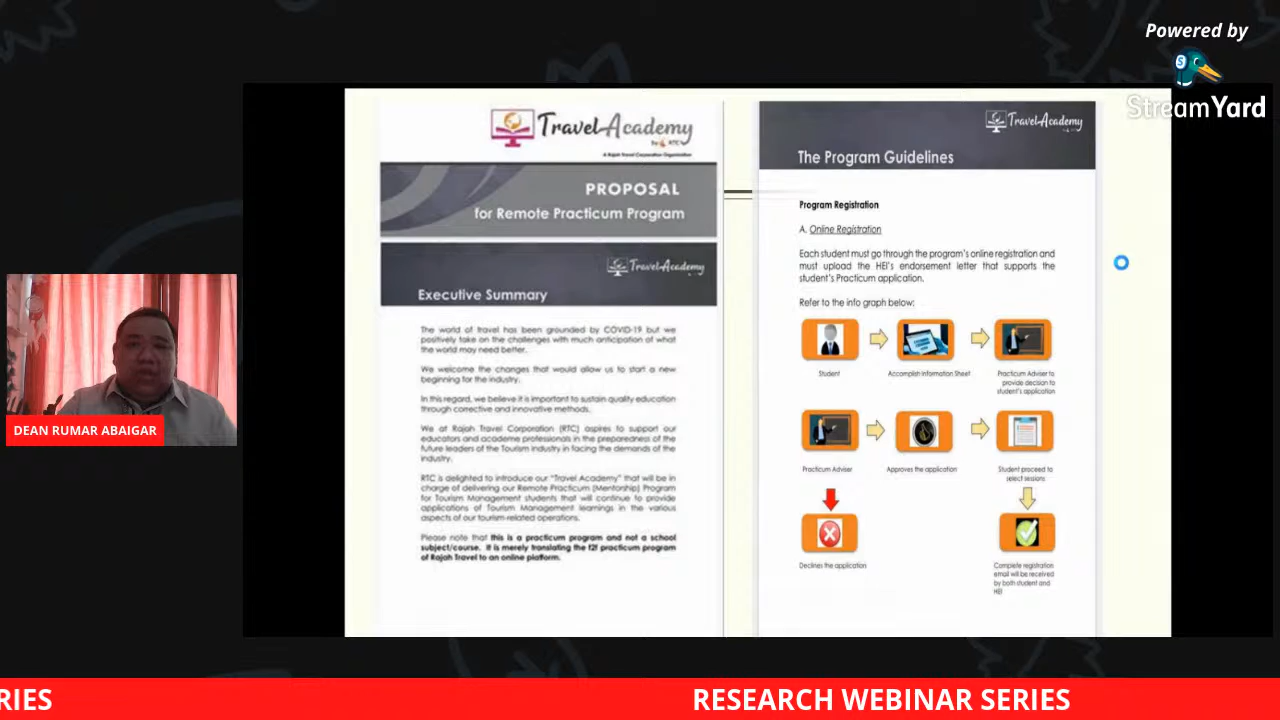 Powered by
StreamYard
TravelAcademy
by RTC
A Rajah Travel Corporation Organization
PROPOSAL
for Remote Practicum Program
TravelAcademy
Executive Summary
The world of travel has been grounded by COVID-19 but we
positively take on the challenges with much anticipation of what
the world may need better.
We welcome the changes that would allow us to start a new
beginning for the industry.
In this regard, we believe it is important to sustain quality education
through corrective and innovative methods.
We at Rajah Travel Corporation (RTC) aspires to support our
educators and academe professionals in the preparedness of the
future leaders of the Tourism industry in facing the demands of the
industry.
RTC is delighted to introduce our "Travel Academy" that will be in
charge of delivering our Remote Practicum (Mentorship) Program
for Tourism Management students that will continue to provide
applications of Tourism Management learnings in the various
aspects of our tourism-related operations.
Please note that this is a practicum program and not a school
subject/course. It is merely translating the f2f practicum program
of Rajah Travel to an online platform.
TravelAcademy
The Program Guidelines
Program Registration
A. Online Registration
Each student must go through the program's online registration and
must upload the HEI's endorsement letter that supports the
student's Practicum application.
Refer to the info graph below:
Student
Accomplish Information Sheet
Practicum Adviser to
provide decision to
student's application
Practicum Adviser
Approves the application
Student proceed to
select session
Declines the application
Complete registration
email will be received
by both student and
HEI
DEAN RUMAR ABAIGAR
RIES
RESEARCH WEBINAR SERIES